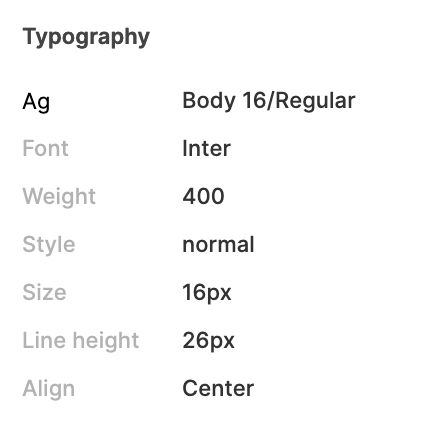 Typography
Ag Body 16/Regular
Font Inter
Weight 400
Style normal
Size 16px
Line height 26px
Align Center